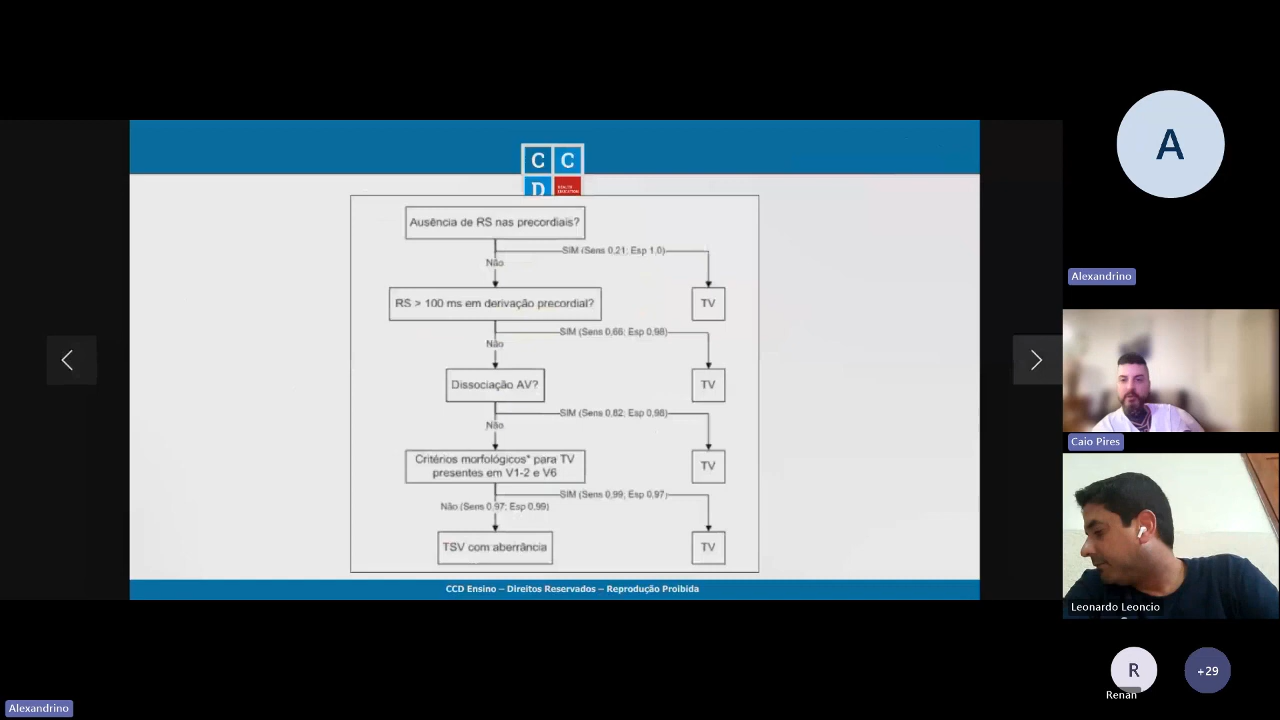 C C
D HEALTH EDUCATION
Ausência de RS nas precordiais?
SIM (Sens 0,21; Esp 1,0)
Não
RS > 100 ms em derivação precordial?
TV
SIM (Sens 0,66; Esp 0,98)
Não
Dissociação AV?
TV
SIM (Sens 0,82; Esp 0,98)
Não
Critérios morfológicos* para TV
presentes em V1-2 e V6
TV
SIM (Sens 0,99; Esp 0,97)
Não (Sens 0,97; Esp 0,99)
TSV com aberrância
TV
CCD Ensino – Direitos Reservados – Reprodução Proibida
A
Alexandrino
Caio Pires
Leonardo Leoncio
R
Renan
+29
Alexandrino